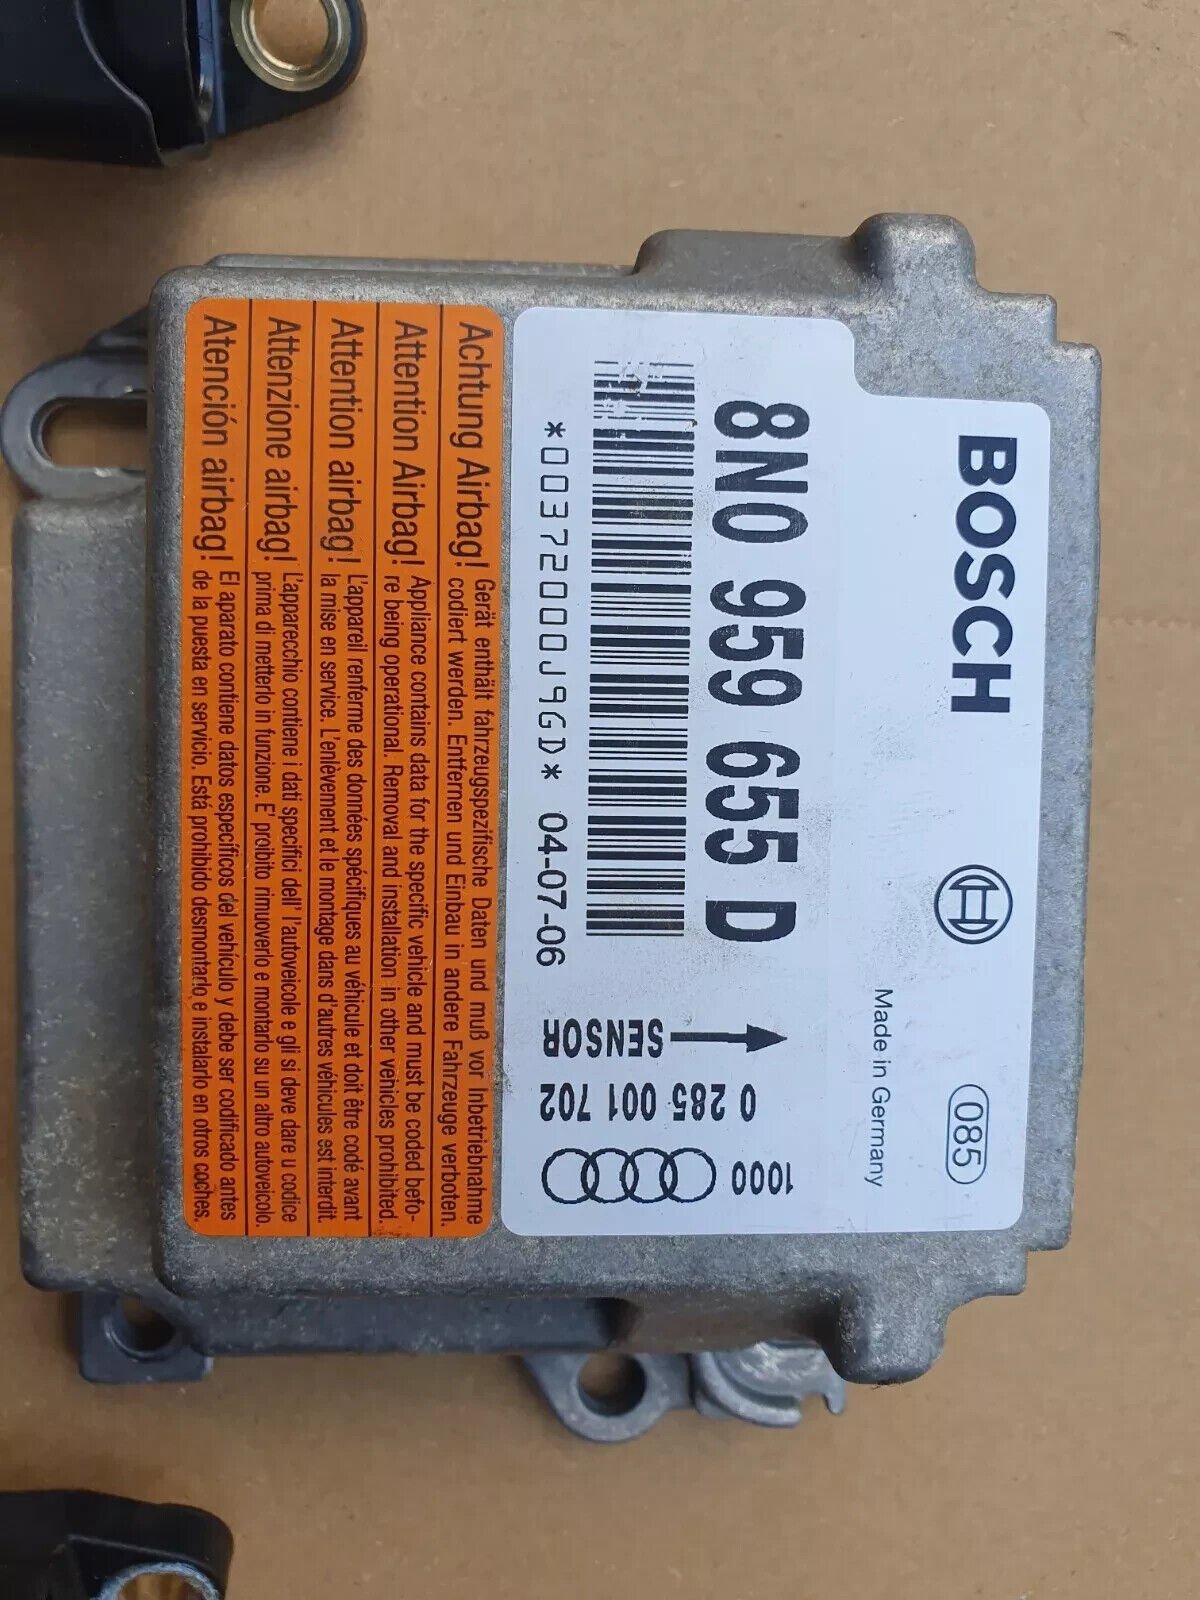 BOSCH
085
Made in Germany
8N0 959 655 D
*00372000J9GD* 04-07-06
SENSOR
0 285 001 702
1000
Achtung Airbag!
Gerät enthält fahrzeugspezifische Daten und muß vor Inbetriebnahme
codiert werden. Entfernen und Einbau in andere Fahrzeuge verboten.
Attention Airbag!
Appliance contains data for the specific vehicle and must be coded befo-
re being operational. Removal and installation in other vehicles prohibited.
Attention airbag!
L'appareil renferme des données spécifiques au véhicule et doit être codé avant
la mise en service. L'enlèvement et le montage dans d'autres véhicules est interdit.
Attenzione airbag!
L'apparecchio contiene i dati specifici dell' l'autoveicole e gli si deve dare u codice
prima di metterlo in funzione. E' proibito rimuoverlo e montarlo su un altro autoveicolo.
Atención airbag!
El aparato contiene datos específicos del vehículo y debe ser codificado antes
de la puesta en servicio. Está prohibido desmontarlo e instalarlo en otros coches.